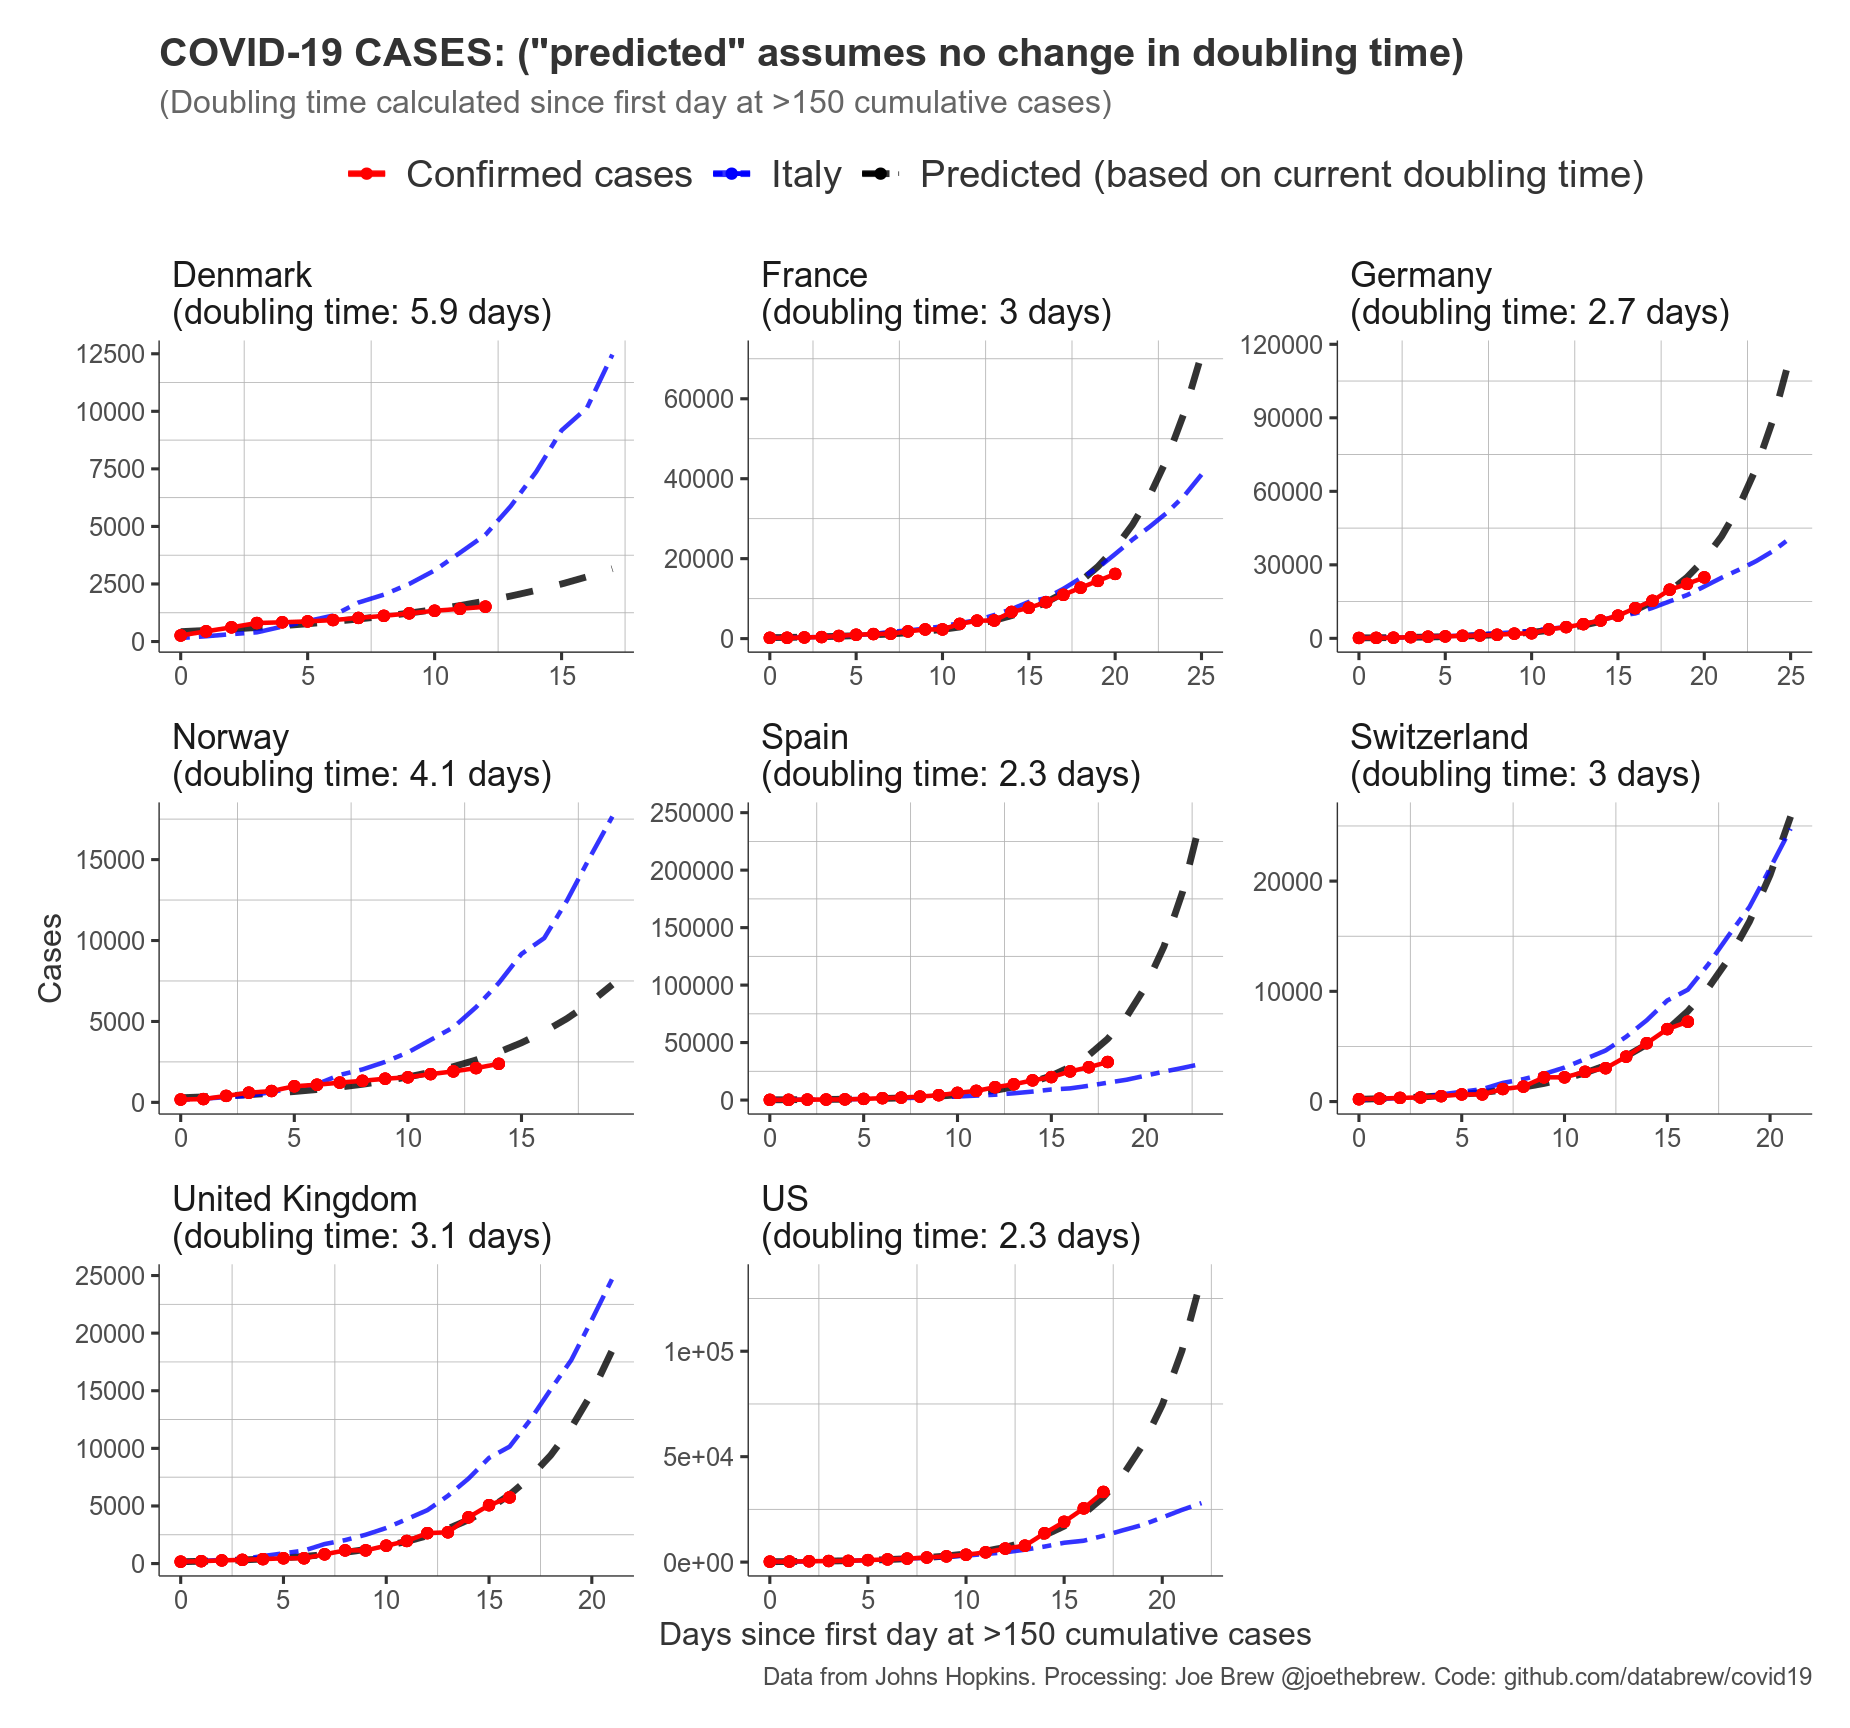 COVID-19 CASES: ("predicted" assumes no change in doubling time)
(Doubling time calculated since first day at >150 cumulative cases)
Confirmed cases Italy Predicted (based on current doubling time)
Denmark
(doubling time: 5.9 days)
12500
10000
7500
5000
2500
0
0 5 10 15
France
(doubling time: 3 days)
60000
40000
20000
0
0 5 10 15 20 25
Germany
(doubling time: 2.7 days)
120000
90000
60000
30000
0
0 5 10 15 20 25
Cases
Norway
(doubling time: 4.1 days)
15000
10000
5000
0
0 5 10 15
Spain
(doubling time: 2.3 days)
250000
200000
150000
100000
50000
0
0 5 10 15 20
Switzerland
(doubling time: 3 days)
20000
10000
0
0 5 10 15 20
United Kingdom
(doubling time: 3.1 days)
25000
20000
15000
10000
5000
0
0 5 10 15 20
US
(doubling time: 2.3 days)
1e+05
5e+04
0e+00
0 5 10 15 20
Days since first day at >150 cumulative cases
Data from Johns Hopkins. Processing: Joe Brew @joethebrew. Code: github.com/databrew/covid19